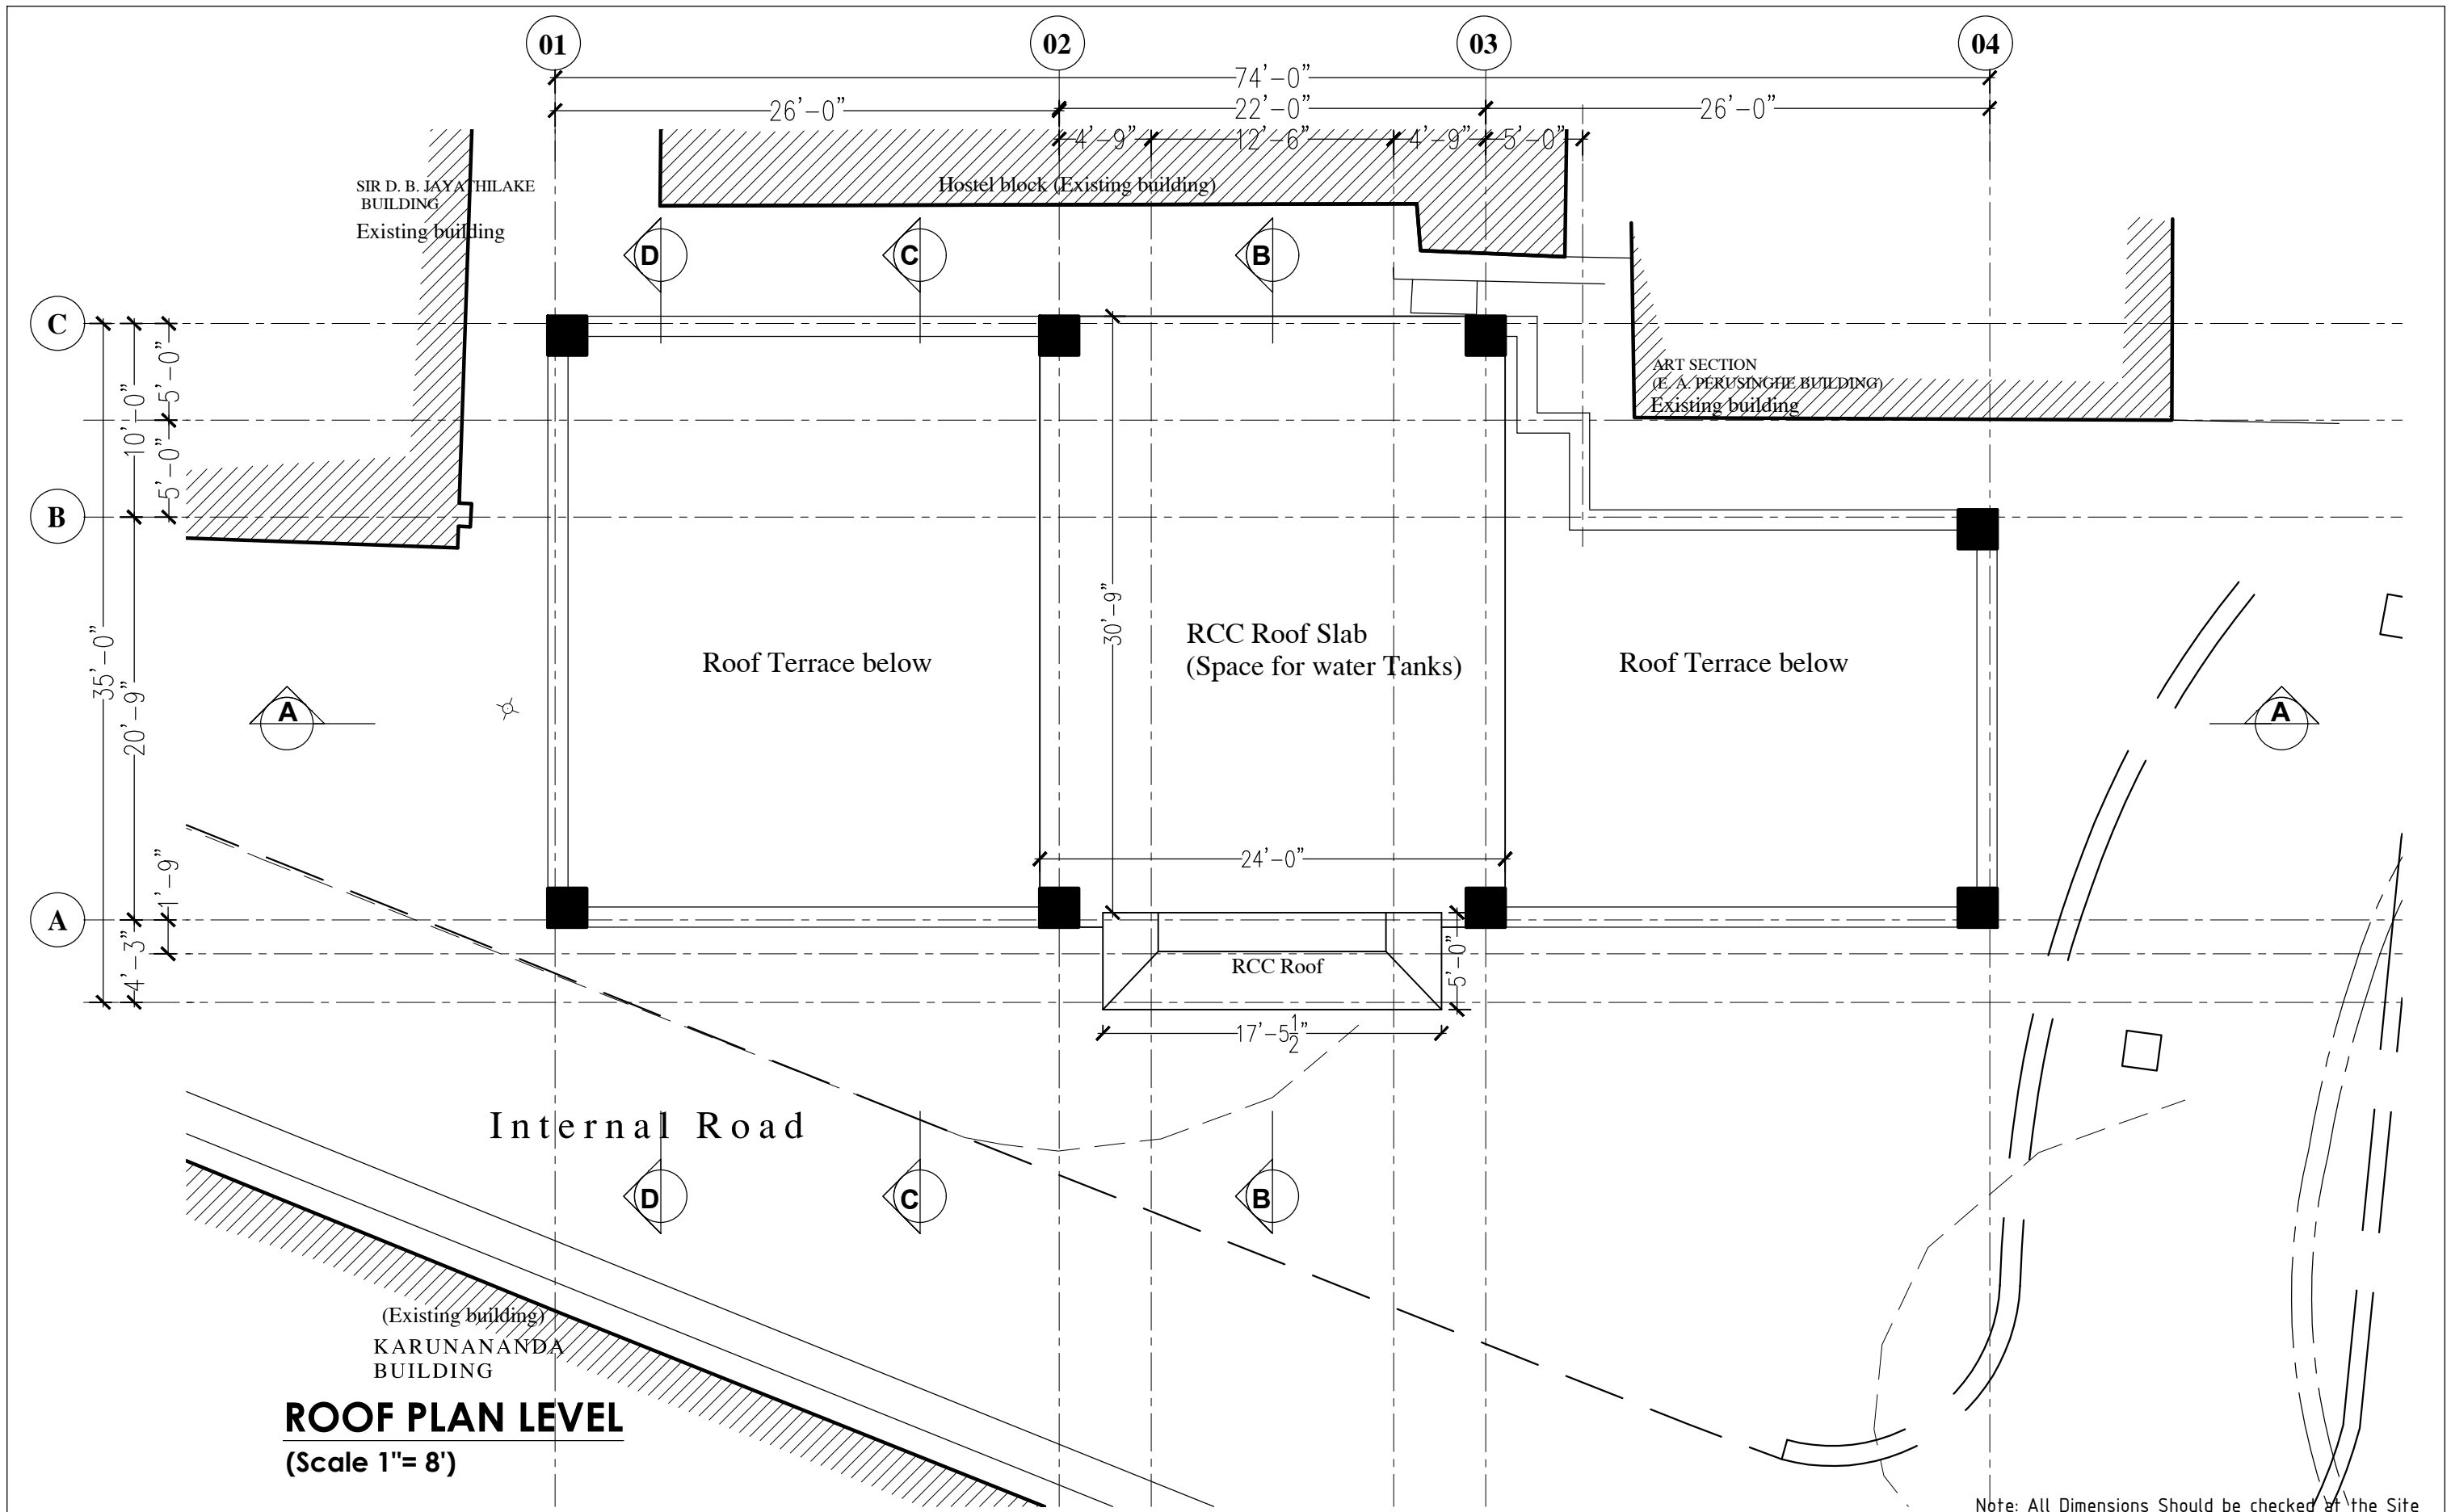 01 02 03 04
74'-0"
26'-0" 22'-0" 26'-0"
4'-9" 12'-6" 4'-9" 5'-0"
SIR D. B. JAYATHILAKE
BUILDING
Existing building
Hostel block (Existing building)
D C B
C
5'-0"
10'-0"
5'-0"
B
ART SECTION
(E. A. PERUSINGHE BUILDING)
Existing building
35'-0"
20'-9"
30'-9"
Roof Terrace below
RCC Roof Slab
(Space for water Tanks)
Roof Terrace below
A A
24'-0"
1'-9"
A
4'-3"
RCC Roof
5'-0"
17'-5 1/2"
Internal Road
D C B
(Existing building)
KARUNANANDA
BUILDING
ROOF PLAN LEVEL
(Scale 1"= 8')
Note: All Dimensions Should be checked at the Site